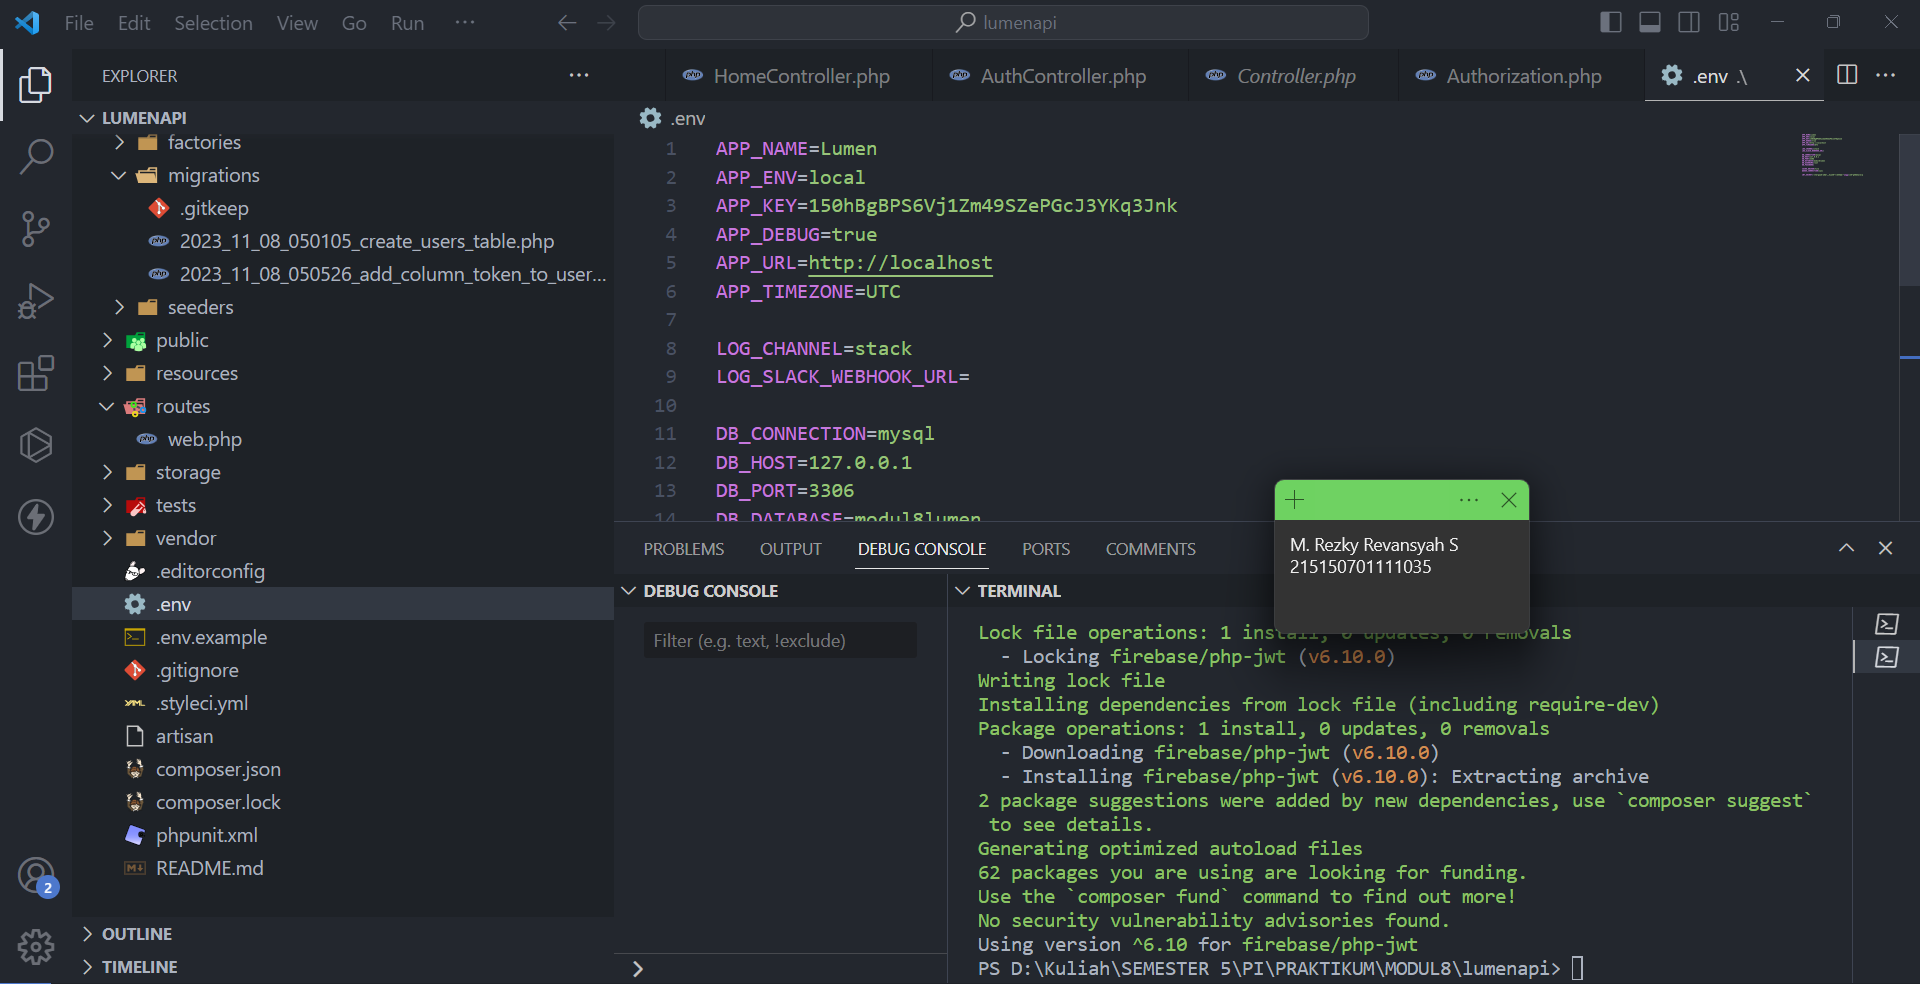 File Edit Selection View Go Run ···
lumenapi
EXPLORER
LUMENAPI
factories
migrations
.gitkeep
2023_11_08_050105_create_users_table.php
2023_11_08_050526_add_column_token_to_user...
seeders
public
resources
routes
web.php
storage
tests
vendor
.editorconfig
.env
.env.example
.gitignore
.styleci.yml
artisan
composer.json
composer.lock
phpunit.xml
README.md
OUTLINE
TIMELINE
2
HomeController.php AuthController.php Controller.php Authorization.php .env .\
.env
1 APP_NAME=Lumen
2 APP_ENV=local
3 APP_KEY=150hBgBPS6Vj1Zm49SZePGcJ3YKq3Jnk
4 APP_DEBUG=true
5 APP_URL=http://localhost
6 APP_TIMEZONE=UTC
7
8 LOG_CHANNEL=stack
9 LOG_SLACK_WEBHOOK_URL=
10
11 DB_CONNECTION=mysql
12 DB_HOST=127.0.0.1
13 DB_PORT=3306
14 DB_DATABASE=modul8lumen
M. Rezky Revansyah S
215150701111035
PROBLEMS OUTPUT DEBUG CONSOLE PORTS COMMENTS
DEBUG CONSOLE
Filter (e.g. text, !exclude)
TERMINAL
Lock file operations: 1 install, 0 updates, 0 removals
- Locking firebase/php-jwt (v6.10.0)
Writing lock file
Installing dependencies from lock file (including require-dev)
Package operations: 1 install, 0 updates, 0 removals
- Downloading firebase/php-jwt (v6.10.0)
- Installing firebase/php-jwt (v6.10.0): Extracting archive
2 package suggestions were added by new dependencies, use `composer suggest`
to see details.
Generating optimized autoload files
62 packages you are using are looking for funding.
Use the `composer fund` command to find out more!
No security vulnerability advisories found.
Using version ^6.10 for firebase/php-jwt
PS D:\Kuliah\SEMESTER 5\PI\PRAKTIKUM\MODUL8\lumenapi>